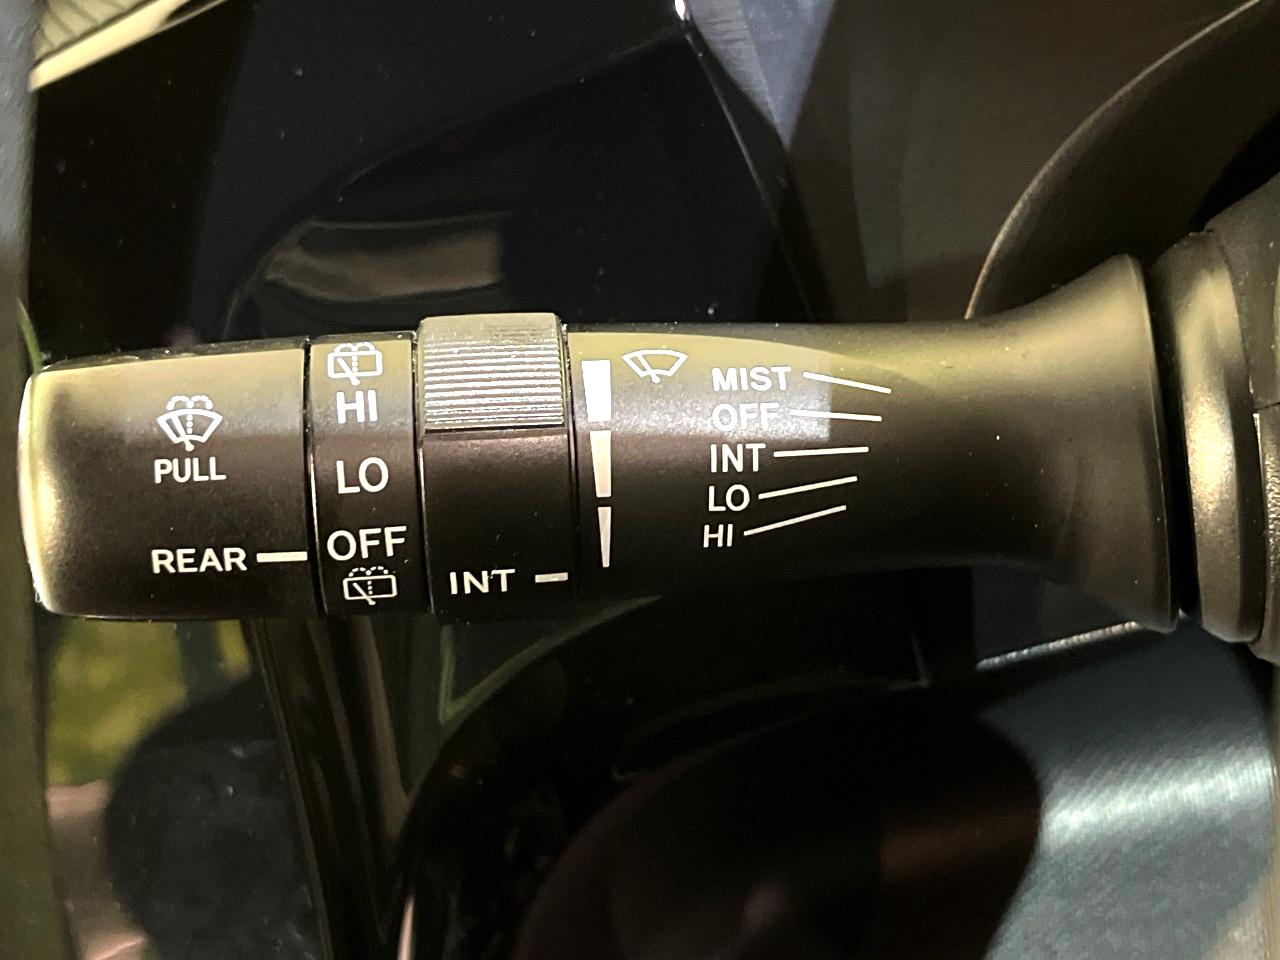 PULL
REAR
HI
LO
OFF
INT
MIST
OFF
INT
LO
HI